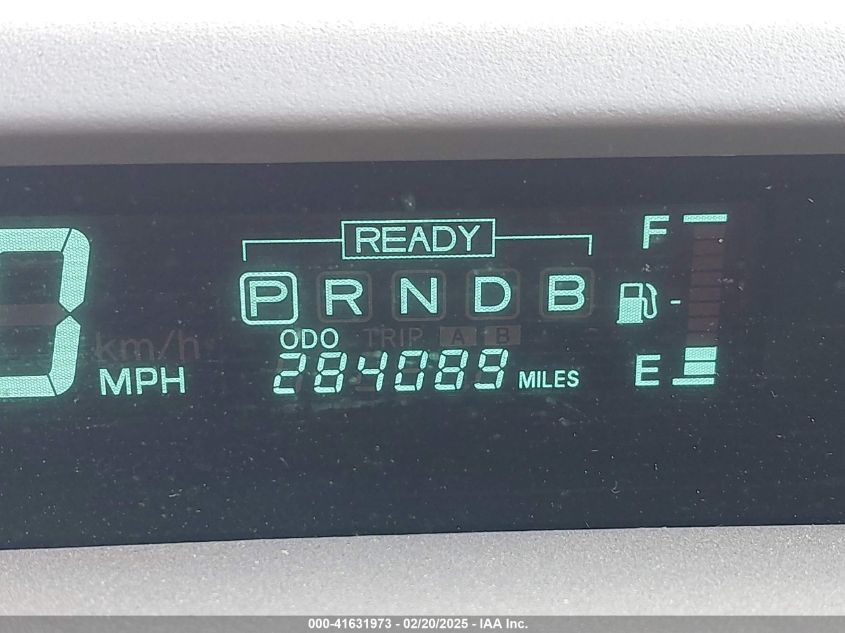 READY
F
P R N D B
km/h
ODO TRIP A B
MPH
284089 MILES
E
000-41631973 - 02/20/2025 - IAA Inc.